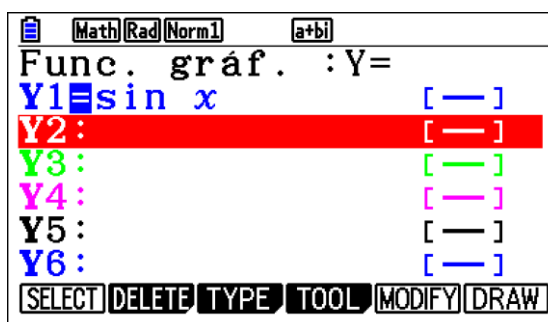 Math Rad Norm1 a+bi
Func. gráf. :Y=
Y1=sin x [—]
Y2: [—]
Y3: [—]
Y4: [—]
Y5: [—]
Y6: [—]
SELECT DELETE TYPE TOOL MODIFY DRAW